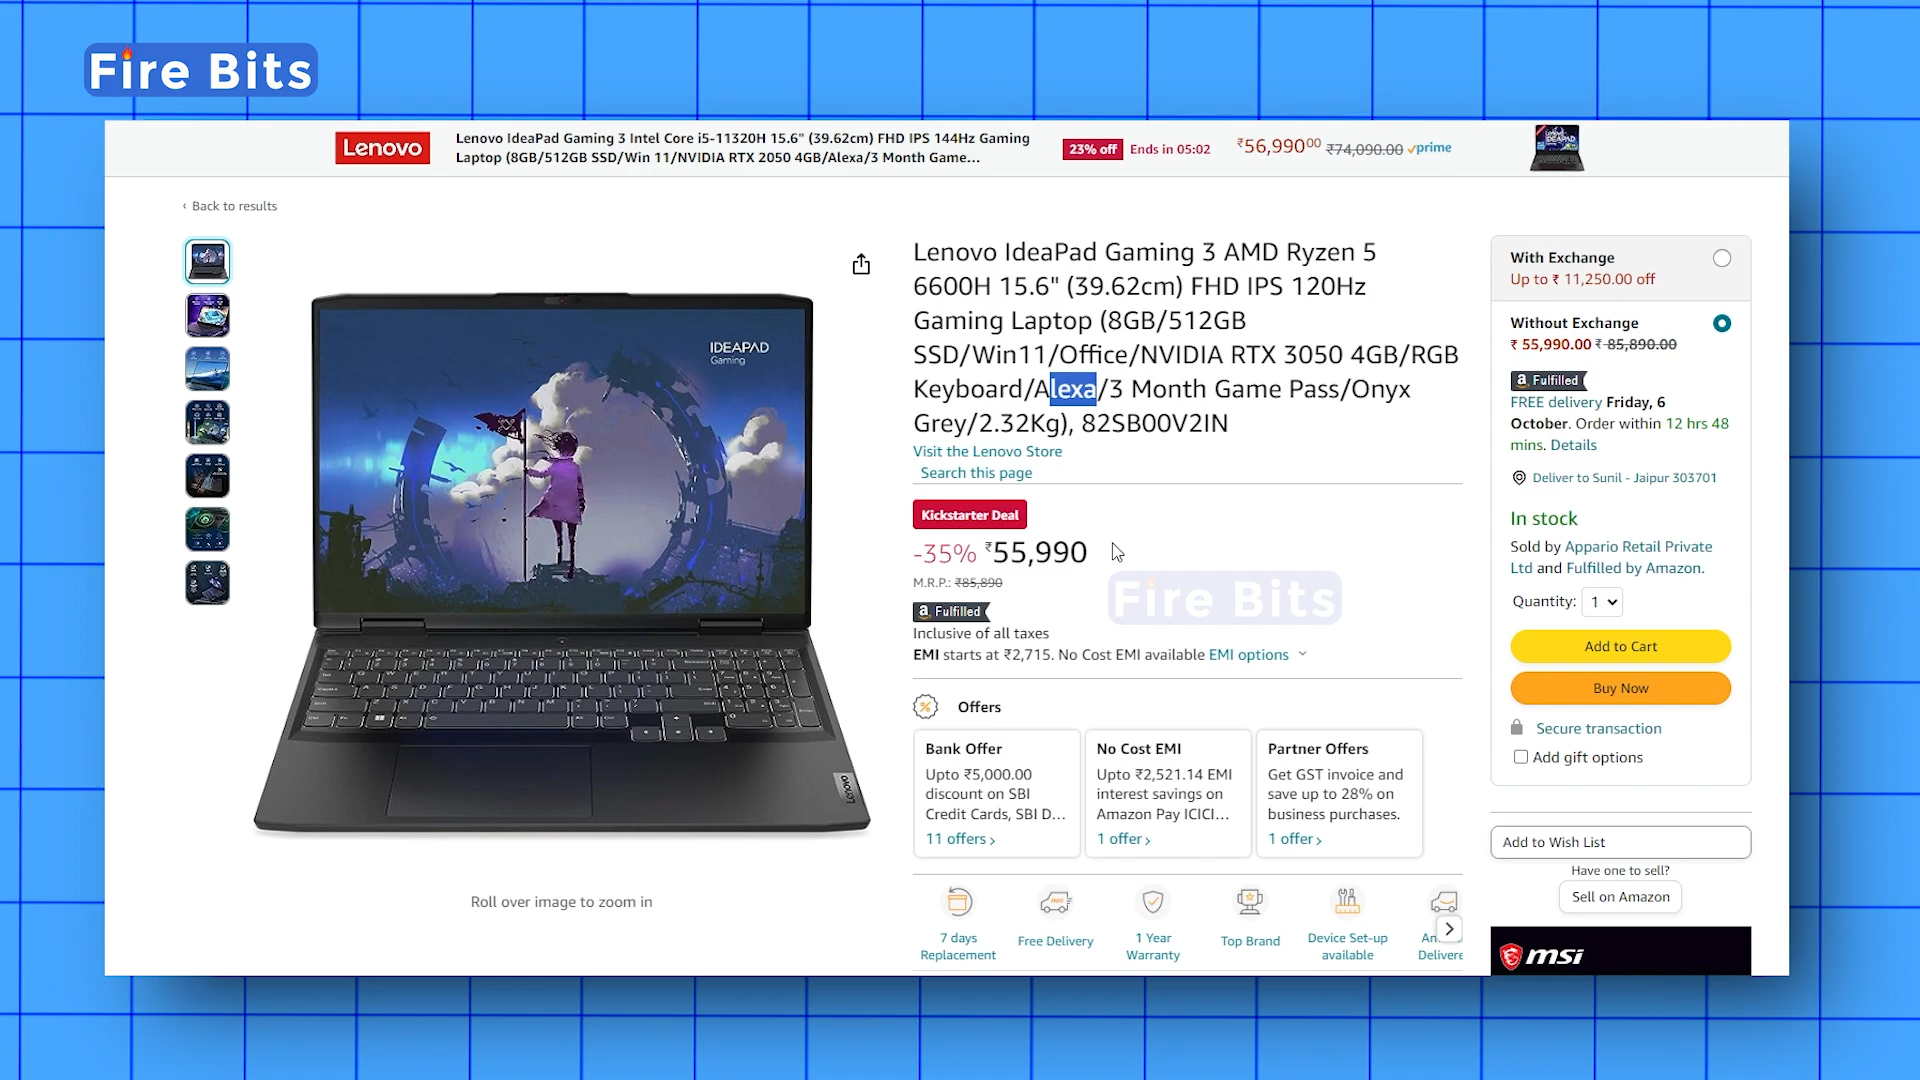 Fire Bits
Lenovo
Lenovo IdeaPad Gaming 3 Intel Core i5-11320H 15.6" (39.62cm) FHD IPS 144Hz Gaming
Laptop (8GB/512GB SSD/Win 11/NVIDIA RTX 2050 4GB/Alexa/3 Month Game...
23% off Ends in 05:02 ₹56,990.00 ₹74,090.00 prime
‹ Back to results
IDEAPAD
Gaming
Lenovo
Roll over image to zoom in
Lenovo IdeaPad Gaming 3 AMD Ryzen 5
6600H 15.6" (39.62cm) FHD IPS 120Hz
Gaming Laptop (8GB/512GB
SSD/Win11/Office/NVIDIA RTX 3050 4GB/RGB
Keyboard/Alexa/3 Month Game Pass/Onyx
Grey/2.32Kg), 82SB00V2IN
Visit the Lenovo Store
Search this page
Kickstarter Deal
-35% ₹55,990
M.R.P.: ₹85,890
Fire Bits
a Fulfilled
Inclusive of all taxes
EMI starts at ₹2,715. No Cost EMI available EMI options
Offers
Bank Offer
Upto ₹5,000.00
discount on SBI
Credit Cards, SBI D...
11 offers ›
No Cost EMI
Upto ₹2,521.14 EMI
interest savings on
Amazon Pay ICICI...
1 offer ›
Partner Offers
Get GST invoice and
save up to 28% on
business purchases.
1 offer ›
7 days
Replacement
FREE
Free Delivery
1 Year
Warranty
Top Brand
Device Set-up
available
Am
Delivere
With Exchange
Up to ₹ 11,250.00 off
Without Exchange
₹ 55,990.00 ₹ 85,890.00
a Fulfilled
FREE delivery Friday, 6
October. Order within 12 hrs 48
mins. Details
Deliver to Sunil - Jaipur 303701
In stock
Sold by Appario Retail Private
Ltd and Fulfilled by Amazon.
Quantity: 1
Add to Cart
Buy Now
Secure transaction
Add gift options
Add to Wish List
Have one to sell?
Sell on Amazon
msi